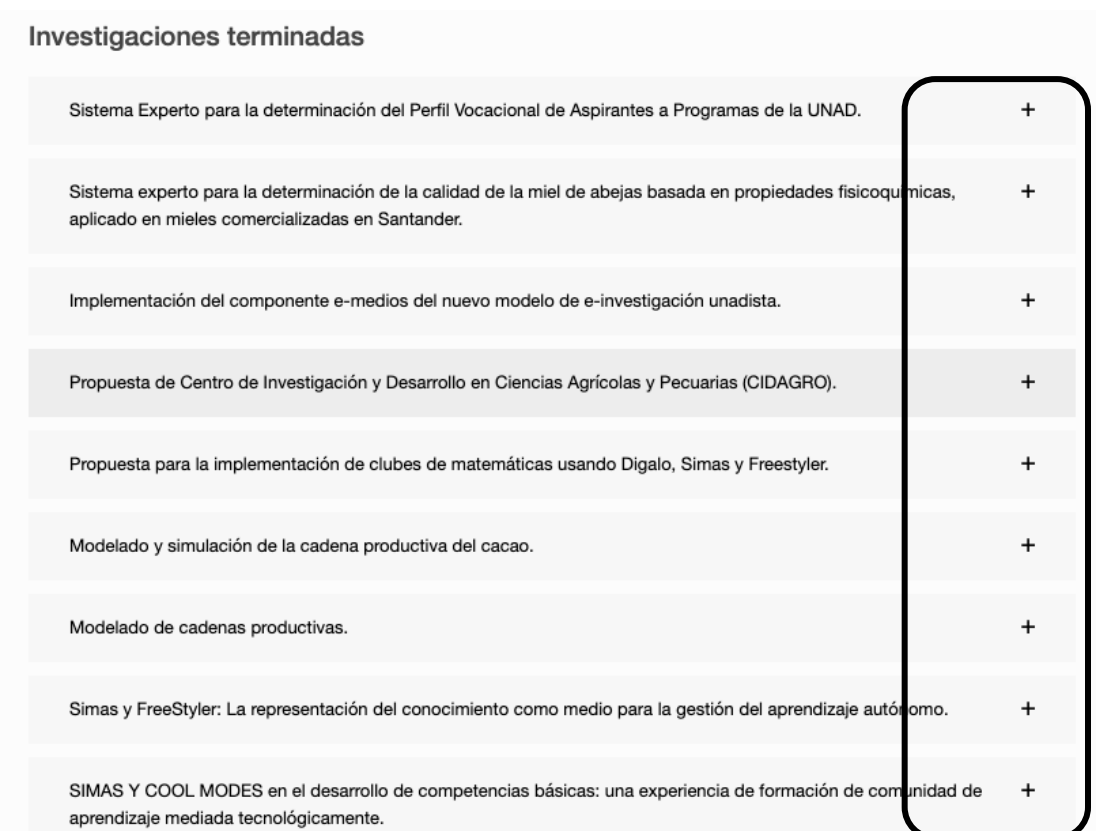 Investigaciones terminadas
Sistema Experto para la determinación del Perfil Vocacional de Aspirantes a Programas de la UNAD. +
Sistema experto para la determinación de la calidad de la miel de abejas basada en propiedades fisicoquímicas, +
aplicado en mieles comercializadas en Santander.
Implementación del componente e-medios del nuevo modelo de e-investigación unadista. +
Propuesta de Centro de Investigación y Desarrollo en Ciencias Agrícolas y Pecuarias (CIDAGRO). +
Propuesta para la implementación de clubes de matemáticas usando Digalo, Simas y Freestyler. +
Modelado y simulación de la cadena productiva del cacao. +
Modelado de cadenas productivas. +
Simas y FreeStyler: La representación del conocimiento como medio para la gestión del aprendizaje autónomo. +
SIMAS Y COOL MODES en el desarrollo de competencias básicas: una experiencia de formación de comunidad de +
aprendizaje mediada tecnológicamente.